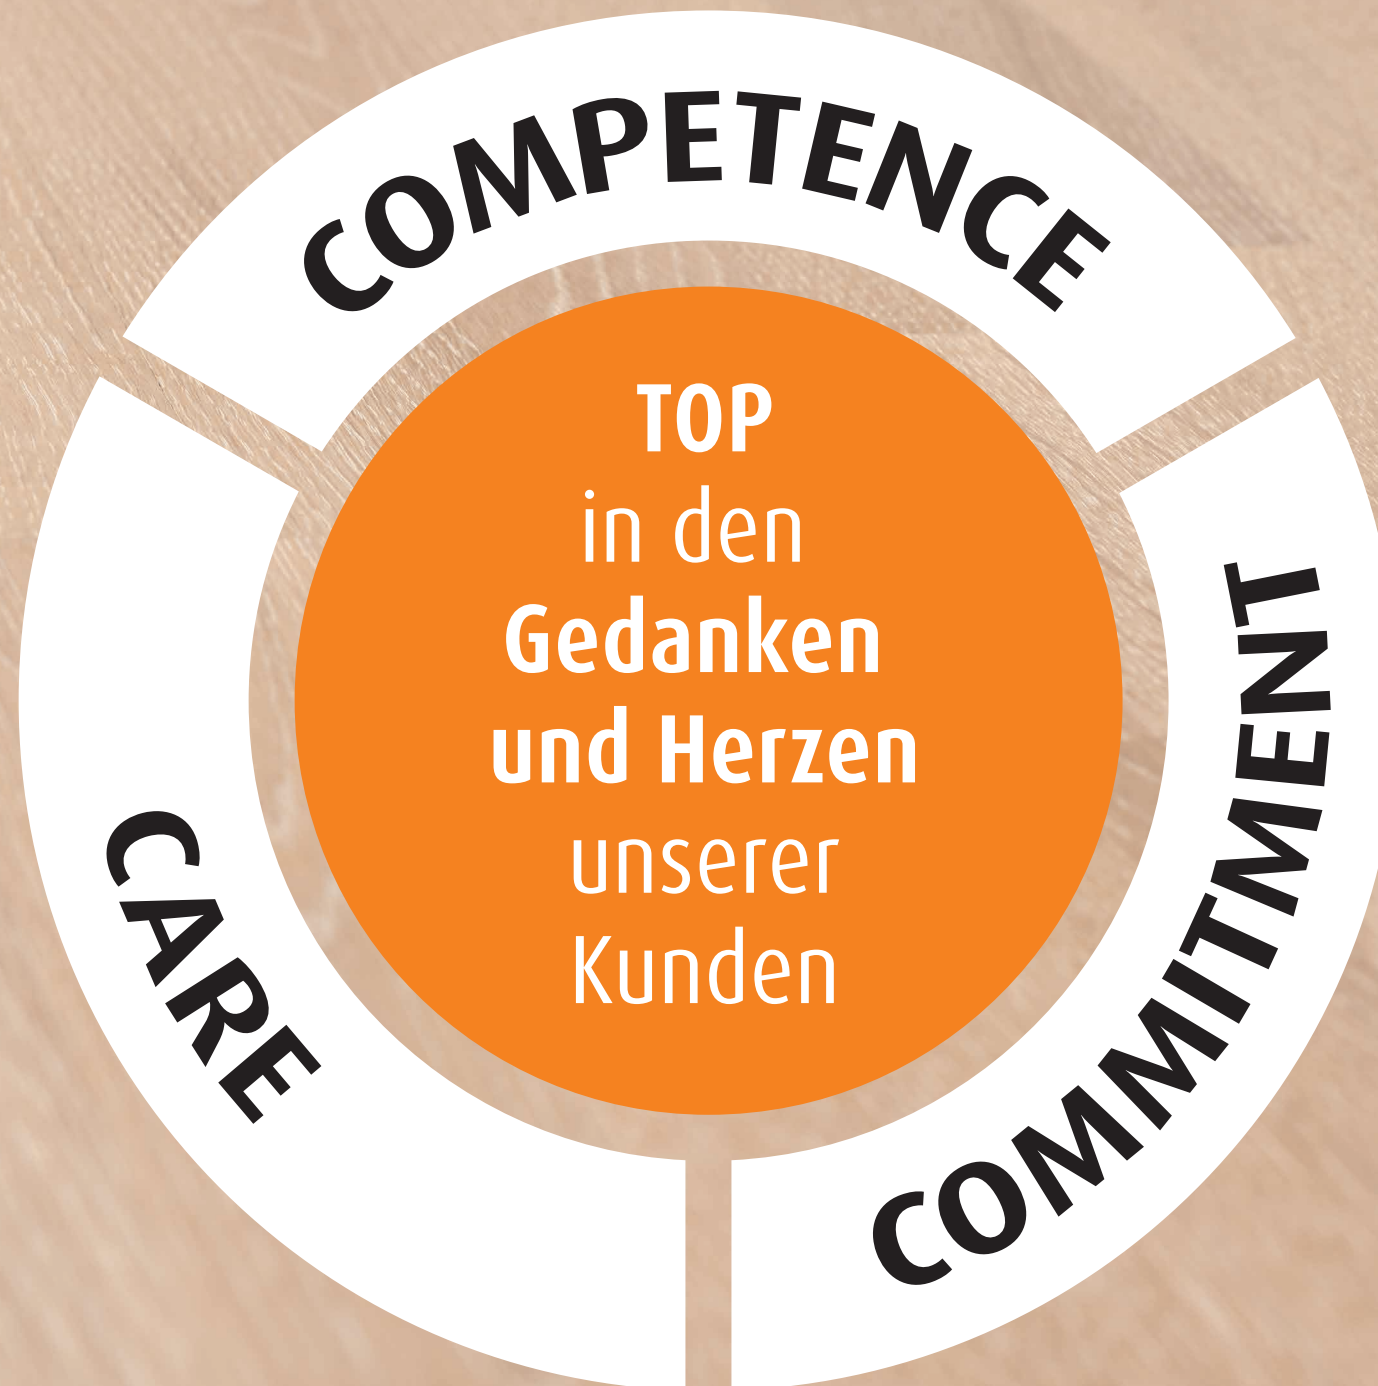 COMPETENCE
TOP
in den
Gedanken
und Herzen
unserer
Kunden
CARE
COMMITMENT